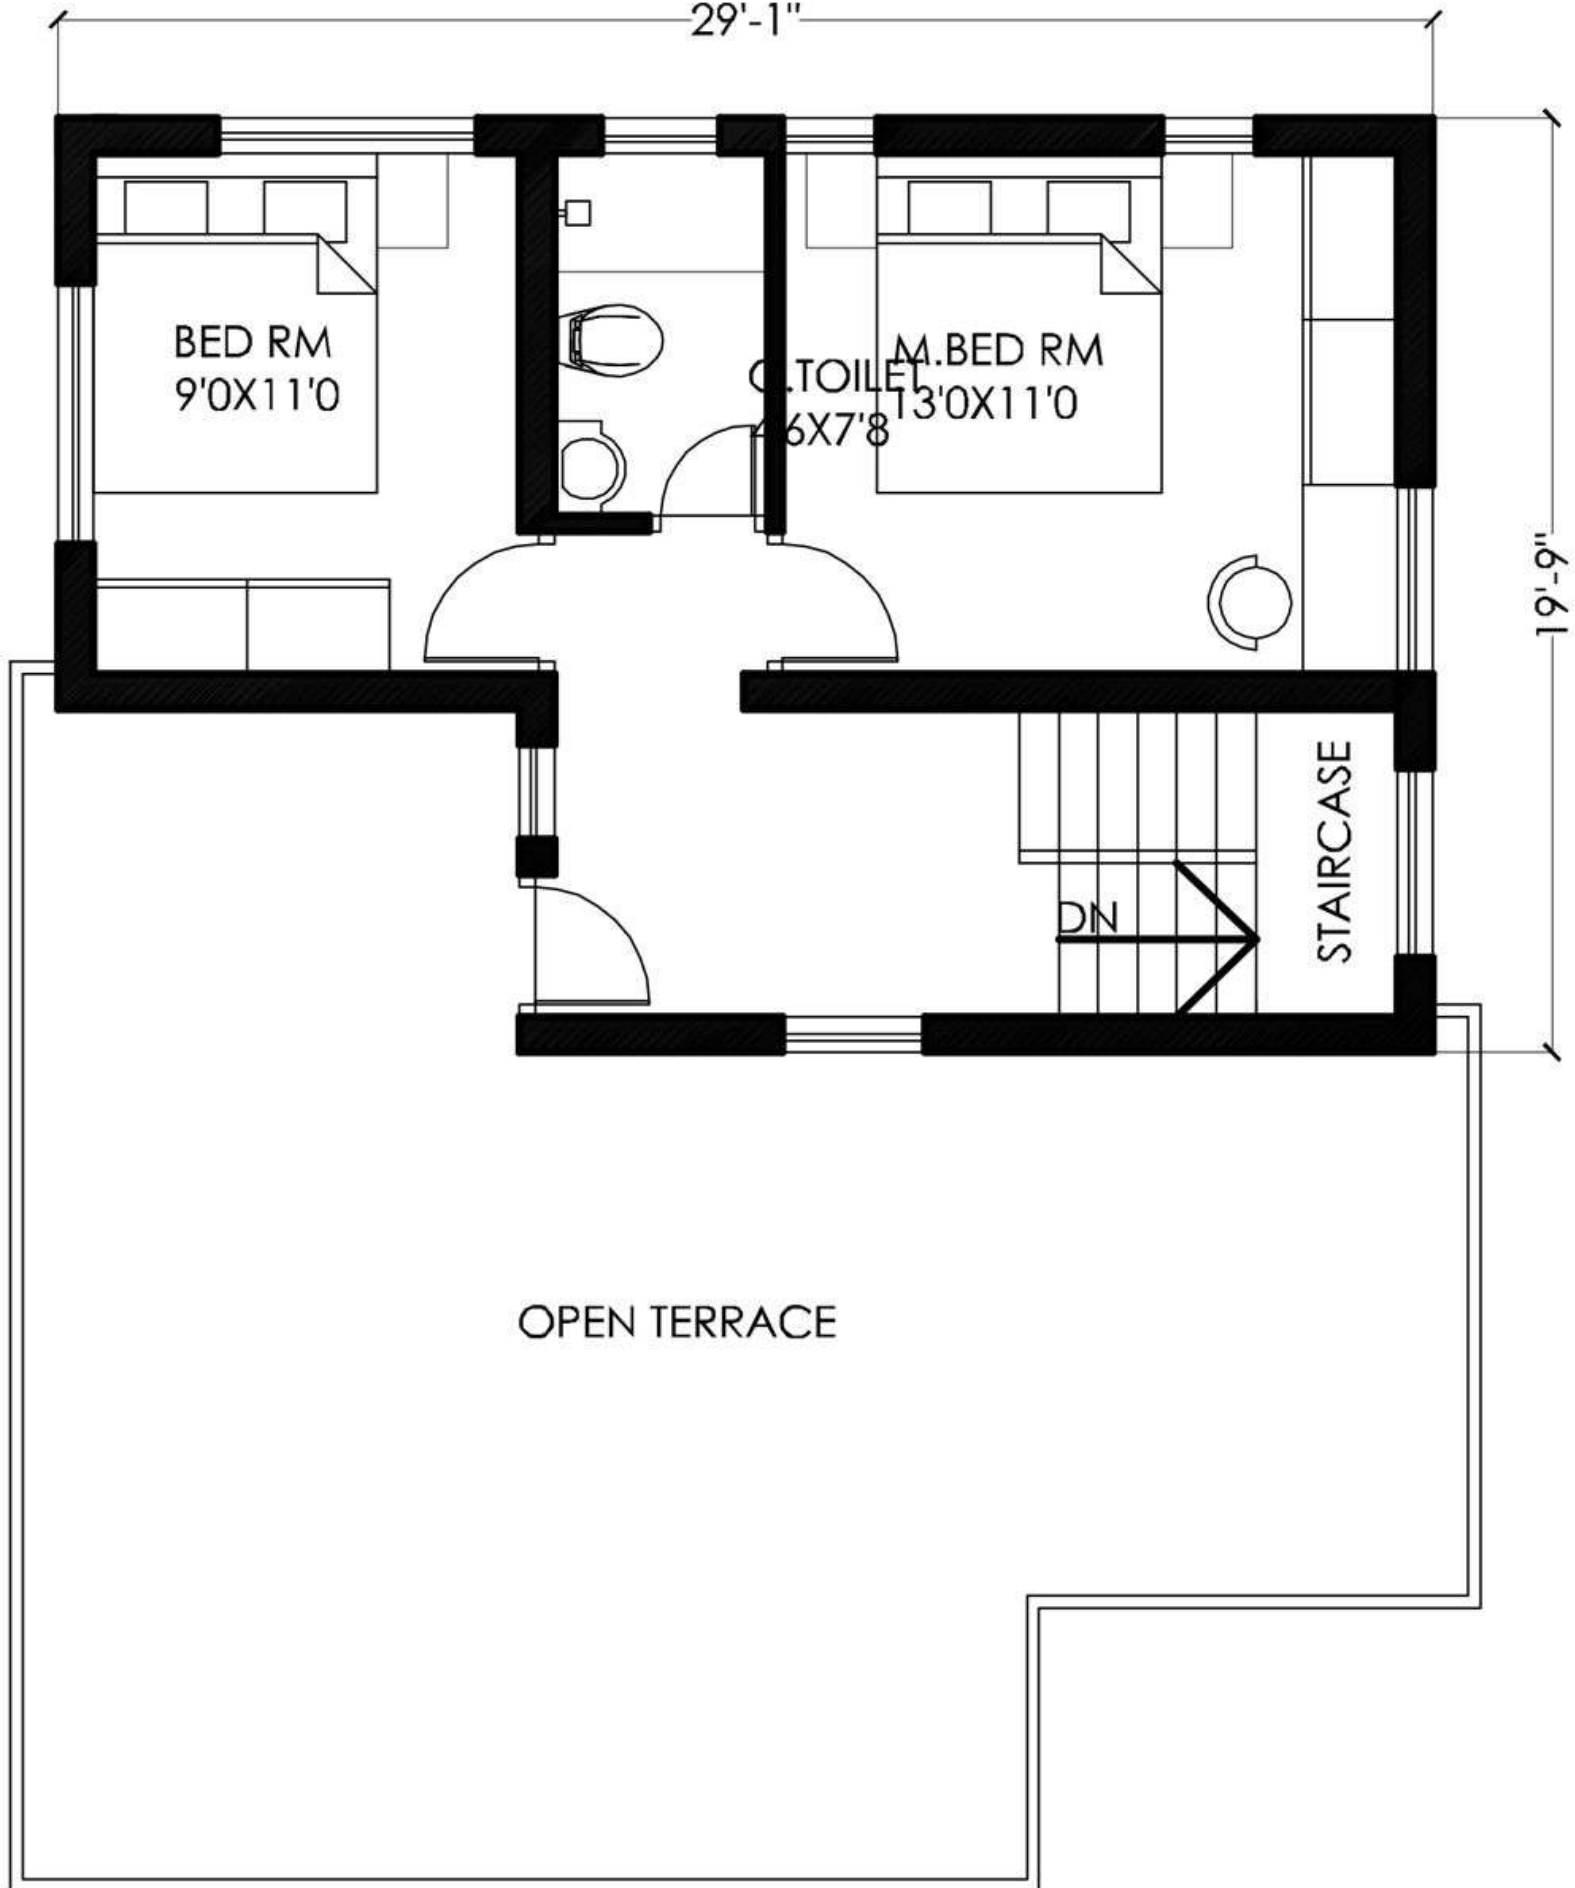 29'-1"
BED RM
9'0X11'0
M.BED RM
13'0X11'0
.TOILET
6X7'8
19'-9"
STAIRCASE
DN
OPEN TERRACE